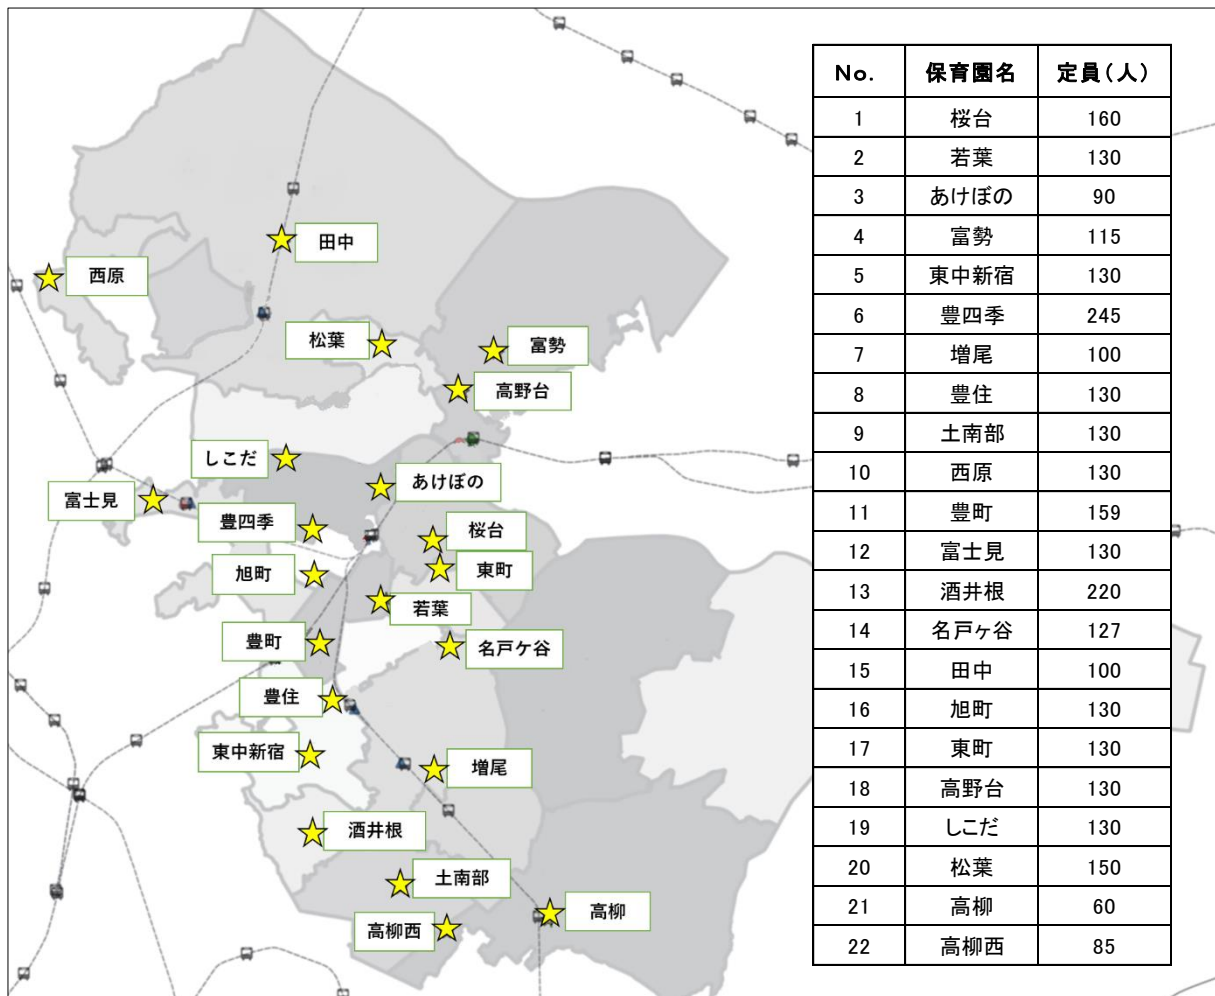 田中
西原
松葉
富勢
高野台
しこだ
あけぼの
富士見
豊四季
桜台
旭町
東町
若葉
豊町
名戸ケ谷
豊住
東中新宿
増尾
酒井根
土南部
高柳
高柳西
No. 保育園名 定員(人)
1 桜台 160
2 若葉 130
3 あけぼの 90
4 富勢 115
5 東中新宿 130
6 豊四季 245
7 増尾 100
8 豊住 130
9 土南部 130
10 西原 130
11 豊町 159
12 富士見 130
13 酒井根 220
14 名戸ヶ谷 127
15 田中 100
16 旭町 130
17 東町 130
18 高野台 130
19 しこだ 130
20 松葉 150
21 高柳 60
22 高柳西 85